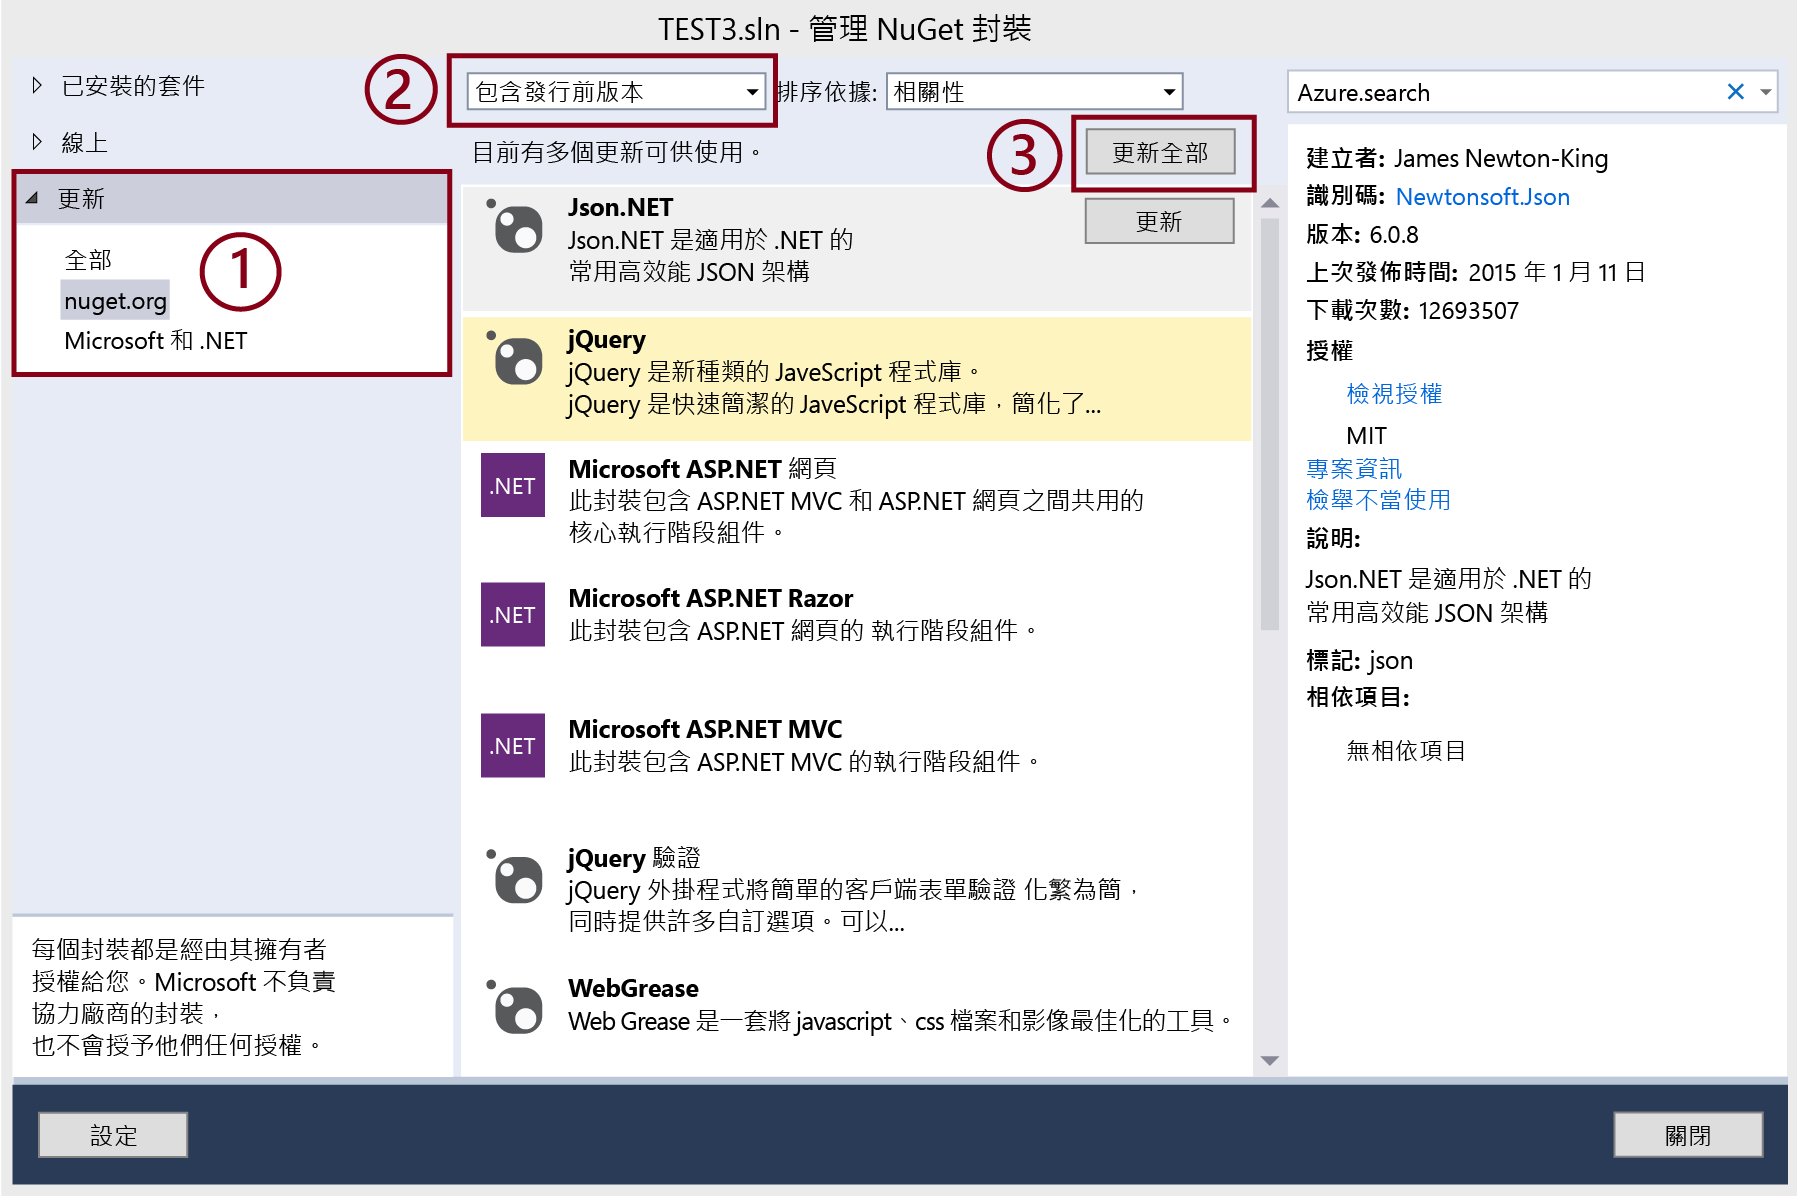 TEST3.sln - 管理 NuGet 封裝
已安裝的套件
線上
更新
全部
nuget.org
Microsoft 和 .NET
1
每個封裝都是經由其擁有者
授權給您。Microsoft 不負責
協力廠商的封裝，
也不會授予他們任何授權。
2
包含發行前版本
排序依據: 相關性
目前有多個更新可供使用。
3
更新全部
Json.NET
Json.NET 是適用於 .NET 的
常用高效能 JSON 架構
更新
jQuery
jQuery 是新種類的 JaveScript 程式庫。
jQuery 是快速簡潔的 JaveScript 程式庫，簡化了...
.NET
Microsoft ASP.NET 網頁
此封裝包含 ASP.NET MVC 和 ASP.NET 網頁之間共用的
核心執行階段組件。
.NET
Microsoft ASP.NET Razor
此封裝包含 ASP.NET 網頁的 執行階段組件。
.NET
Microsoft ASP.NET MVC
此封裝包含 ASP.NET MVC 的執行階段組件。
jQuery 驗證
jQuery 外掛程式將簡單的客戶端表單驗證 化繁為簡，
同時提供許多自訂選項。可以...
WebGrease
Web Grease 是一套將 javascript、css 檔案和影像最佳化的工具。
Azure.search
建立者: James Newton-King
識別碼: Newtonsoft.Json
版本: 6.0.8
上次發佈時間: 2015 年 1 月 11 日
下載次數: 12693507
授權
檢視授權
MIT
專案資訊
檢舉不當使用
說明:
Json.NET 是適用於 .NET 的
常用高效能 JSON 架構
標記: json
相依項目:
無相依項目
設定
關閉